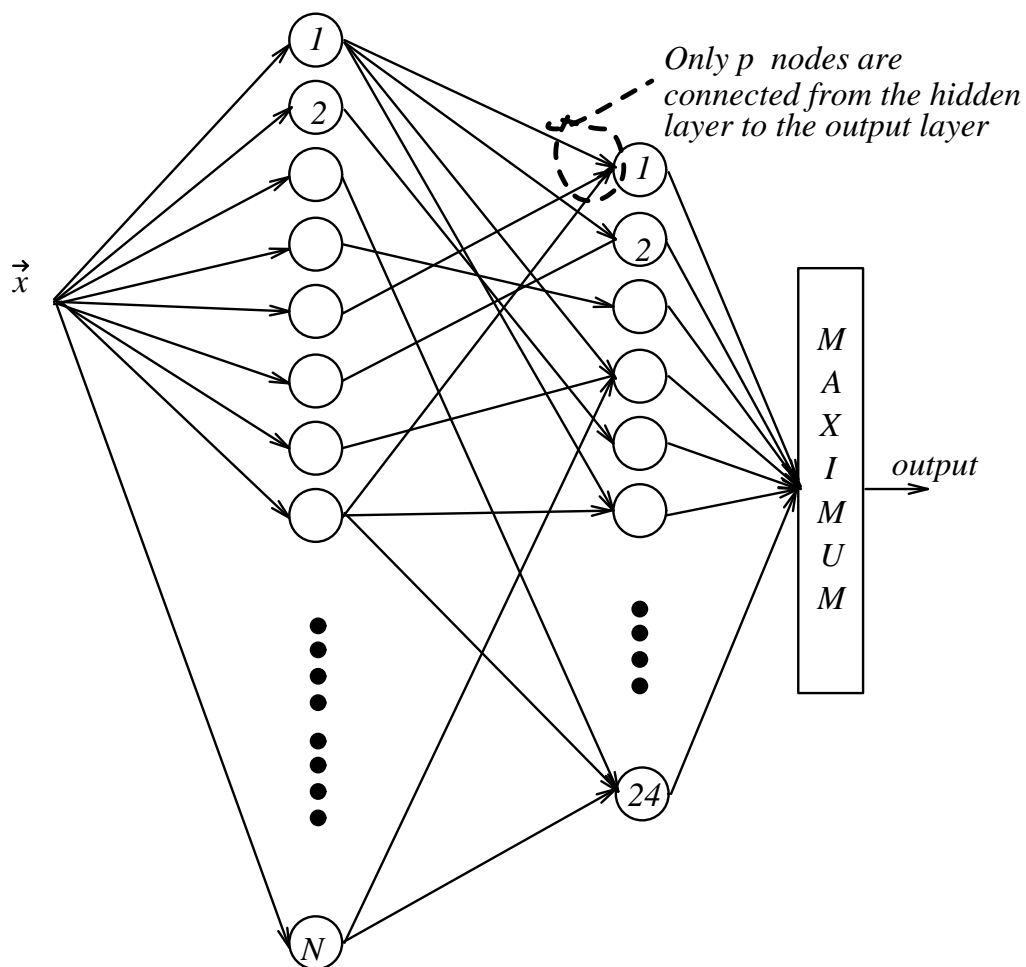 1
2
N
x
Only p nodes are
connected from the hidden
layer to the output layer
1
2
24
M
A
X
I
M
U
M
output